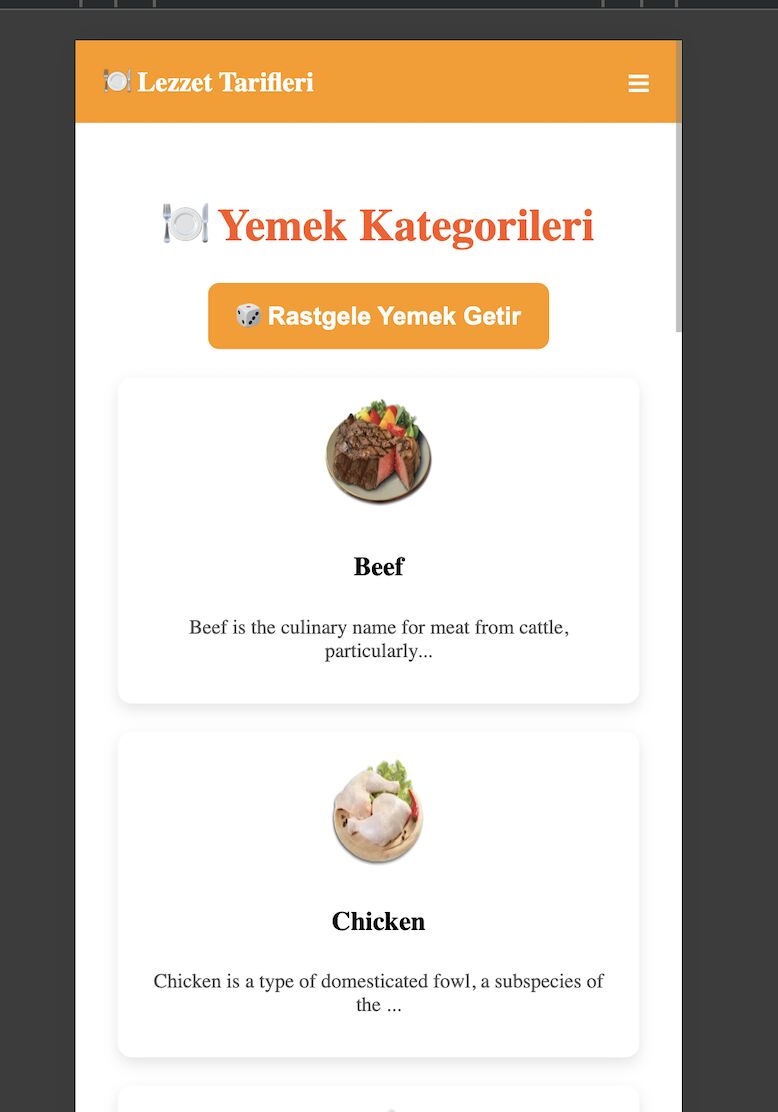 Lezzet Tarifleri
Yemek Kategorileri
Rastgele Yemek Getir
Beef
Beef is the culinary name for meat from cattle,
particularly...
Chicken
Chicken is a type of domesticated fowl, a subspecies of
the ...